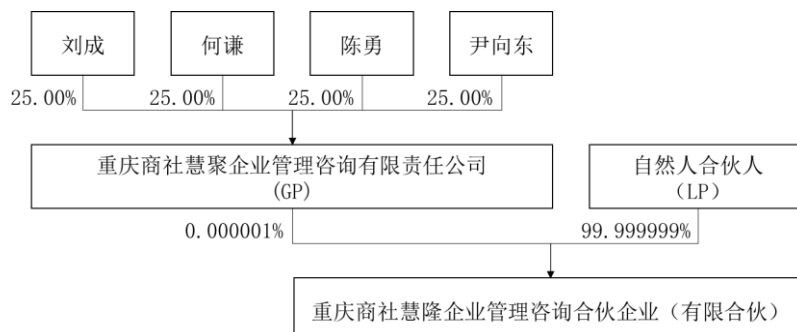 刘成
何谦
陈勇
尹向东
25.00%
25.00%
25.00%
25.00%
重庆商社慧聚企业管理咨询有限责任公司
(GP)
自然人合伙人
（LP）
0.000001%
99.999999%
重庆商社慧隆企业管理咨询合伙企业（有限合伙）